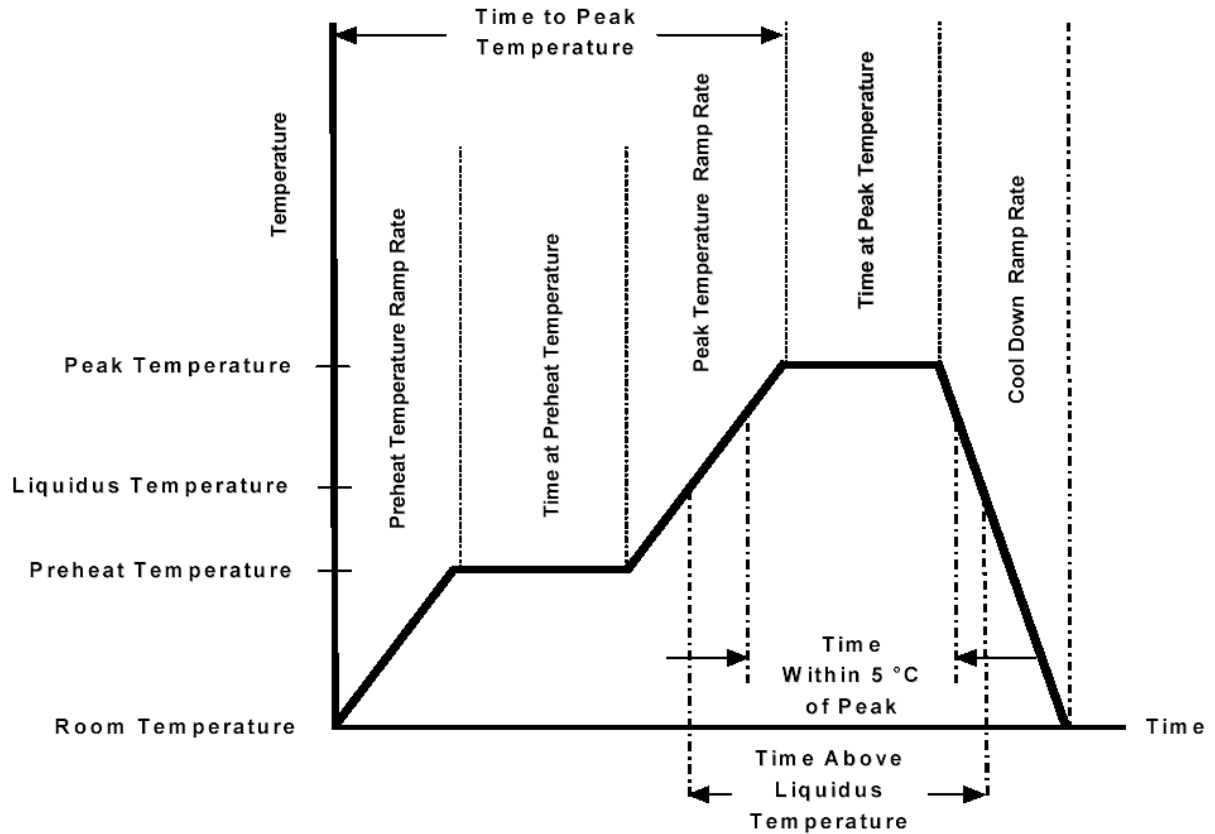 Time to Peak
Temperature
Temperature
Preheat Temperature Ramp Rate
Time at Preheat Temperature
Peak Temperature Ramp Rate
Time at Peak Temperature
Cool Down Ramp Rate
Peak Temperature
Liquidus Temperature
Preheat Temperature
Room Temperature
Time
Within 5 °C
of Peak
Time
Time Above
Liquidus
Temperature